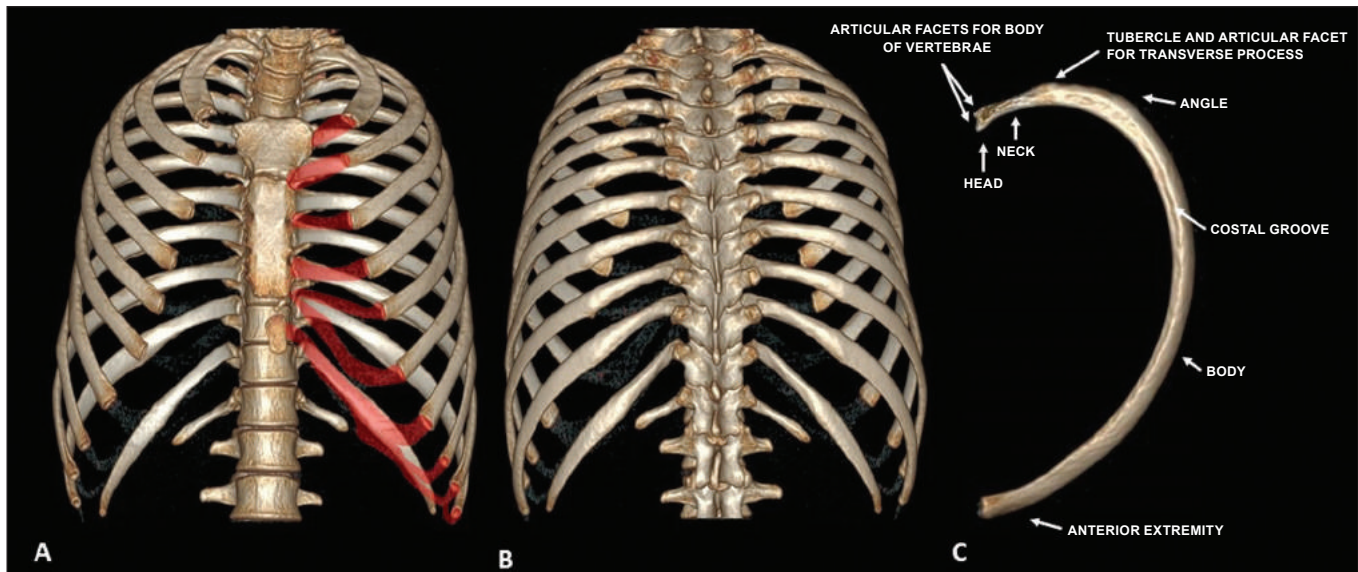 ARTICULAR FACETS FOR BODY
OF VERTEBRAE
TUBERCLE AND ARTICULAR FACET
FOR TRANSVERSE PROCESS
ANGLE
NECK
HEAD
COSTAL GROOVE
BODY
ANTERIOR EXTREMITY
A
B
C